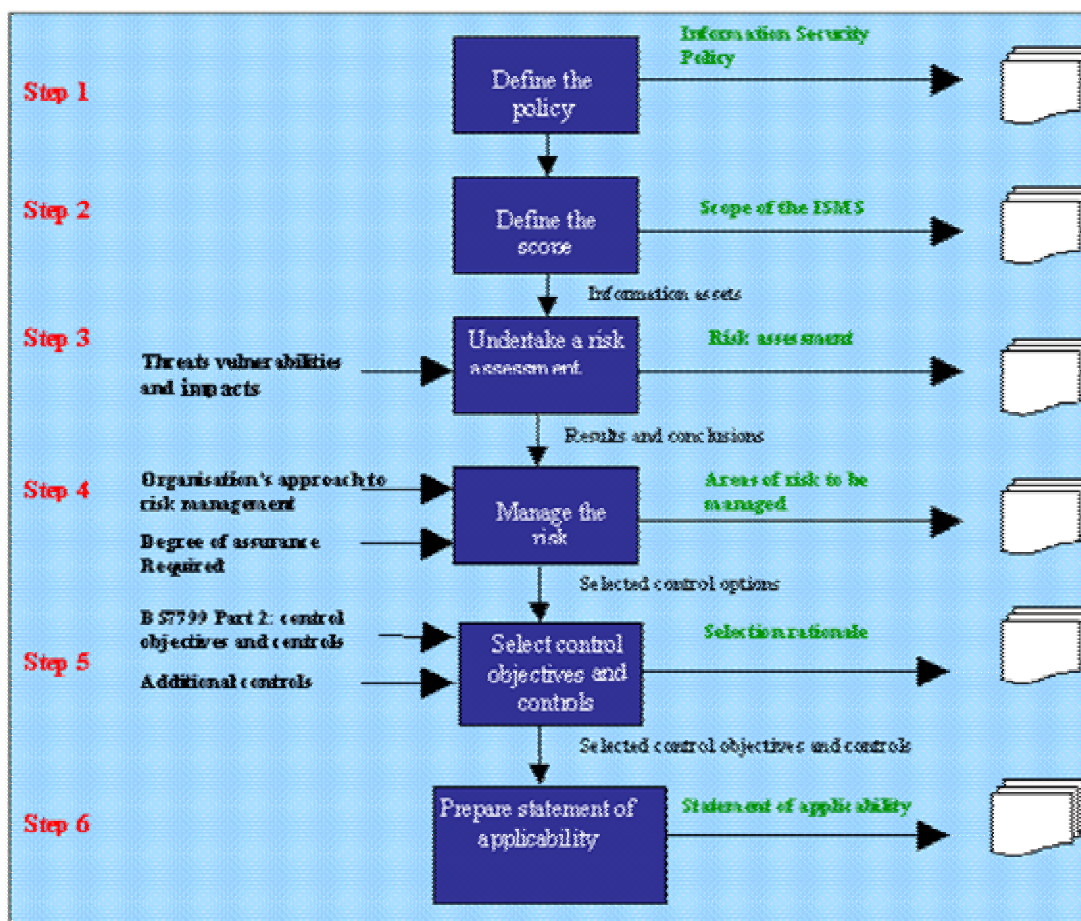 Information Security
Policy
Step 1
Define the
policy
Step 2
Scope of the ISMS
Define the
scope
Information assets
Step 3
Undertake a risk
assessment
Risk assessment
Threats vulnerabilities
and impacts
Results and conclusions
Step 4
Organisation's approach to
risk management
Areas of risk to be
managed
Manage the
risk
Degree of assurance
Required
Selected control options
BS7799 Part 2: control
objectives and controls
Step 5
Select control
objectives and
controls
Selection rationale
Additional controls
Selected control objectives and controls
Step 6
Prepare statement of
applicability
Statement of applicability